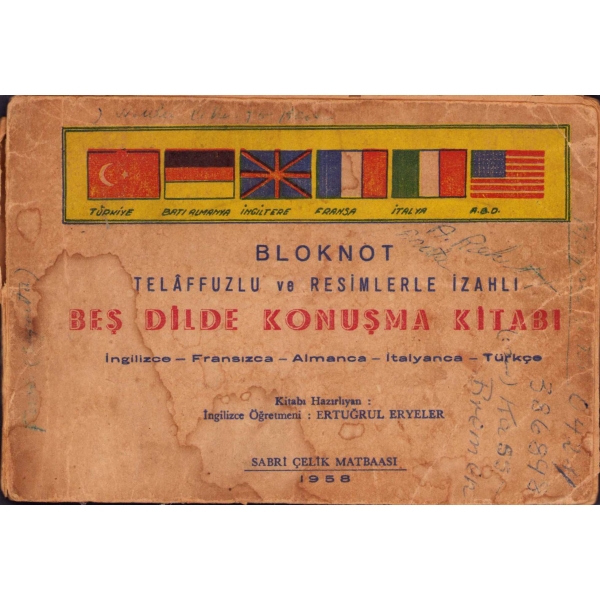 TÜRKİYE BATI ALMANYA İNGİLTERE FRANSA İTALYA A.B.D.
BLOKNOT
TELÂFFUZLU ve RESİMLERLE İZAHLI
BEŞ DİLDE KONUŞMA KİTABI
İngilizce – Fransızca – Almanca – İtalyanca – Türkçe
Kitabı Hazırlıyan :
İngilizce Öğretmeni : ERTUĞRUL ERYELER
SABRİ ÇELİK MATBAASI
1958
Bremen